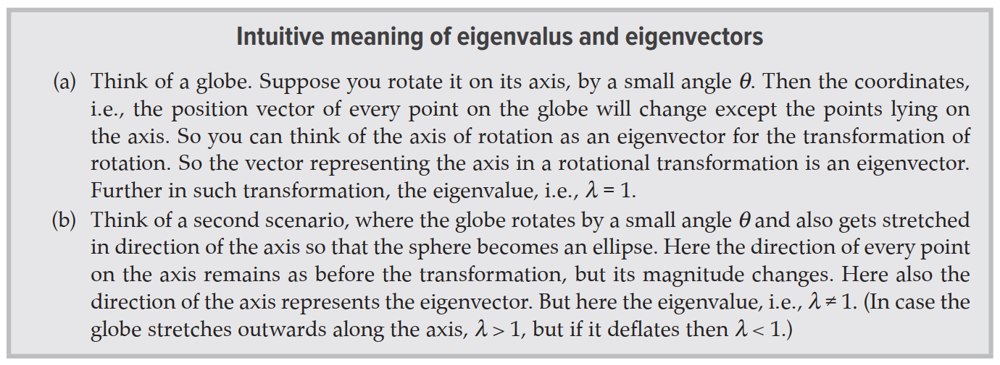 Intuitive meaning of eigenvalus and eigenvectors
(a) Think of a globe. Suppose you rotate it on its axis, by a small angle θ. Then the coordinates,
i.e., the position vector of every point on the globe will change except the points lying on
the axis. So you can think of the axis of rotation as an eigenvector for the transformation of
rotation. So the vector representing the axis in a rotational transformation is an eigenvector.
Further in such transformation, the eigenvalue, i.e., λ = 1.
(b) Think of a second scenario, where the globe rotates by a small angle θ and also gets stretched
in direction of the axis so that the sphere becomes an ellipse. Here the direction of every point
on the axis remains as before the transformation, but its magnitude changes. Here also the
direction of the axis represents the eigenvector. But here the eigenvalue, i.e., λ ≠ 1. (In case the
globe stretches outwards along the axis, λ > 1, but if it deflates then λ < 1.)